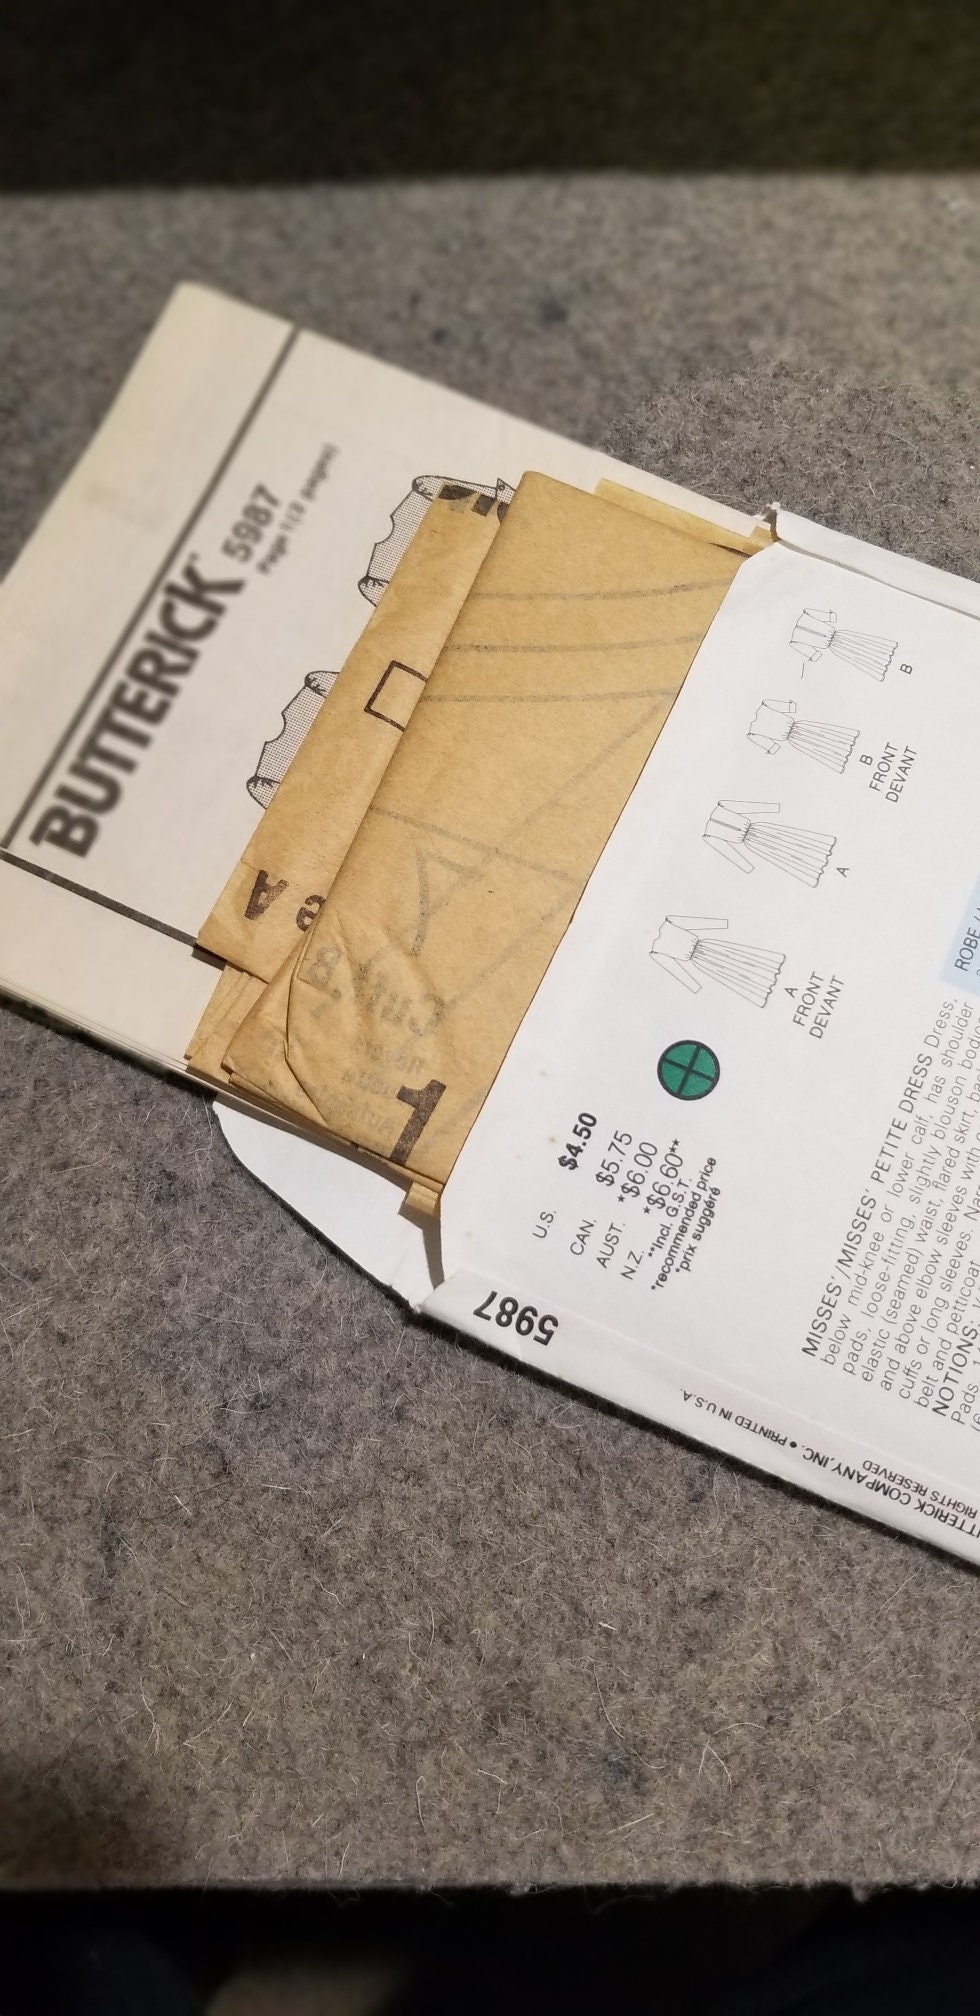 BUTTERICK 5987
Page 1 (2 pages)
A
1
B
B
FRONT
DEVANT
A
A
FRONT
DEVANT
U.S. $4.50
CAN. $5.75
AUST. *$6.00
N.Z. *$6.60**
**Incl. G.S.T.
*recommended price
*prix suggéré
5987
PRINTED IN U.S.A.
COMPANY, INC. •
RIGHTS RESERVED
ROBE
MISSES'/MISSES' PETITE DRESS Dress,
below mid-knee or lower calf, has shoulder
pads, loose-fitting, slightly blouson bodice
elastic (seamed) waist, flared skirt,
and above elbow sleeves with
cuffs or long sleeves.
belt and petticoat
NOTIONS:
pads